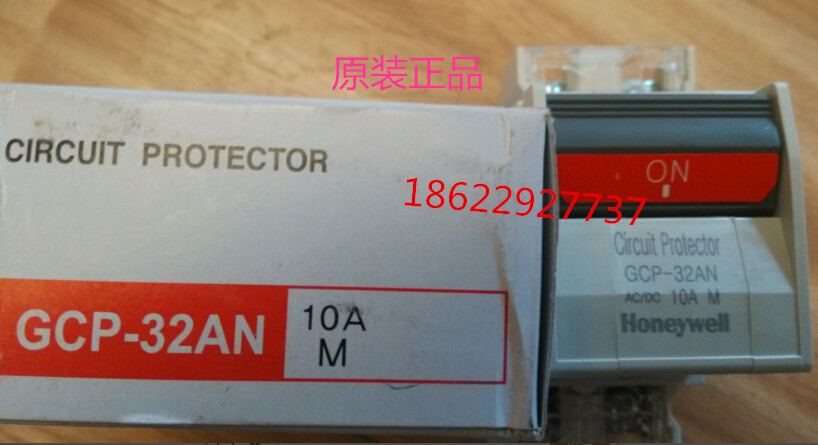 原装正品
CIRCUIT PROTECTOR
18622927737
GCP-32AN
10A
M
ON
Circuit Protector
GCP-32AN
AC/DC 10A M
Honeywell